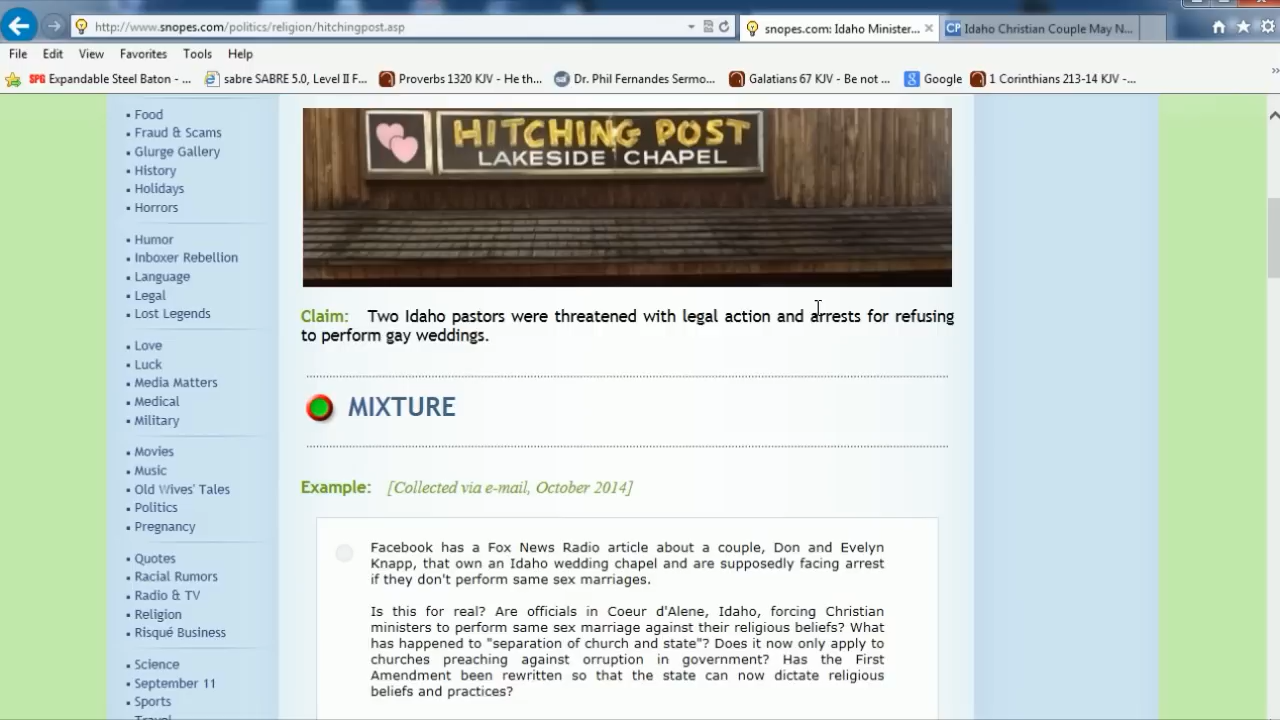 http://www.snopes.com/politics/religion/hitchingpost.asp
snopes.com: Idaho Minister...
CP Idaho Christian Couple May N...
File Edit View Favorites Tools Help
SPG Expandable Steel Baton - ...
sabre SABRE 5.0, Level II F...
Proverbs 1320 KJV - He th...
sai Dr. Phil Fernandes Sermo...
Galatians 67 KJV - Be not ...
Google
1 Corinthians 213-14 KJV -...
Food
Fraud & Scams
Glurge Gallery
History
Holidays
Horrors
Humor
Inboxer Rebellion
Language
Legal
Lost Legends
Love
Luck
Media Matters
Medical
Military
Movies
Music
Old Wives' Tales
Politics
Pregnancy
Quotes
Racial Rumors
Radio & TV
Religion
Risqué Business
Science
September 11
Sports
HITCHING POST
LAKESIDE CHAPEL
Claim: Two Idaho pastors were threatened with legal action and arrests for refusing
to perform gay weddings.
MIXTURE
Example: [Collected via e-mail, October 2014]
Facebook has a Fox News Radio article about a couple, Don and Evelyn
Knapp, that own an Idaho wedding chapel and are supposedly facing arrest
if they don't perform same sex marriages.
Is this for real? Are officials in Coeur d'Alene, Idaho, forcing Christian
ministers to perform same sex marriage against their religious beliefs? What
has happened to "separation of church and state"? Does it now only apply to
churches preaching against orruption in government? Has the First
Amendment been rewritten so that the state can now dictate religious
beliefs and practices?